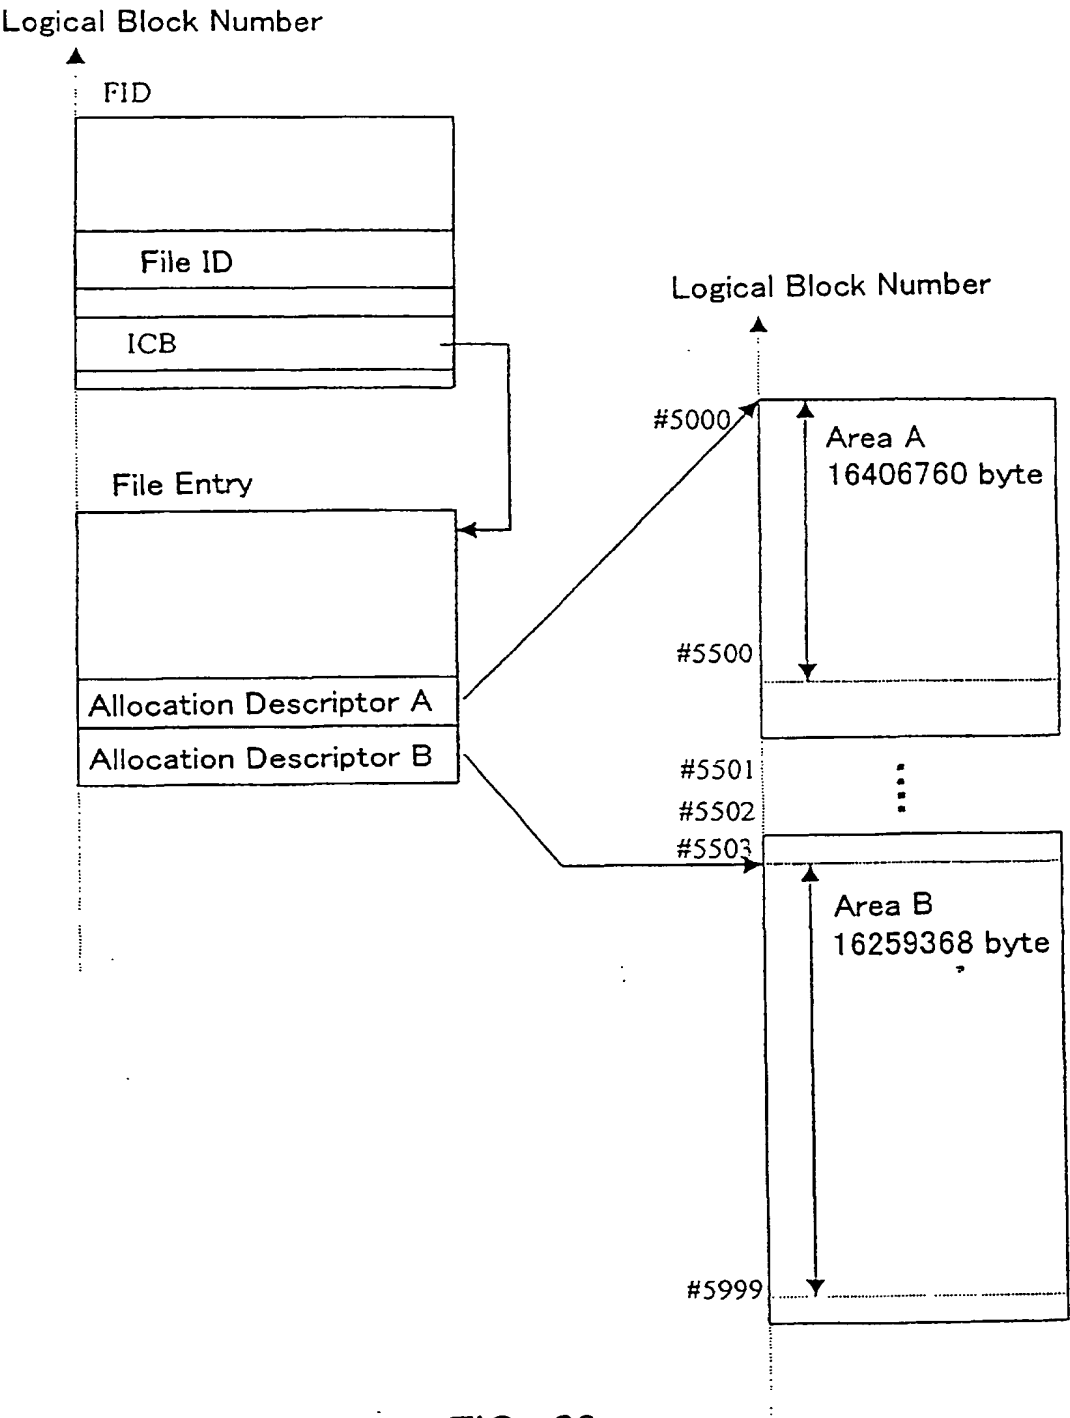 Logical Block Number
FID
File ID
ICB
File Entry
Allocation Descriptor A
Allocation Descriptor B
Logical Block Number
#5000
Area A
16406760 byte
#5500
#5501
#5502
#5503
Area B
16259368 byte
#5999